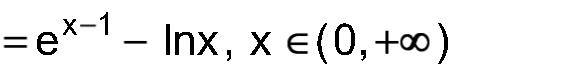 =e^{x-1} - lnx, x ∈(0,+∞)